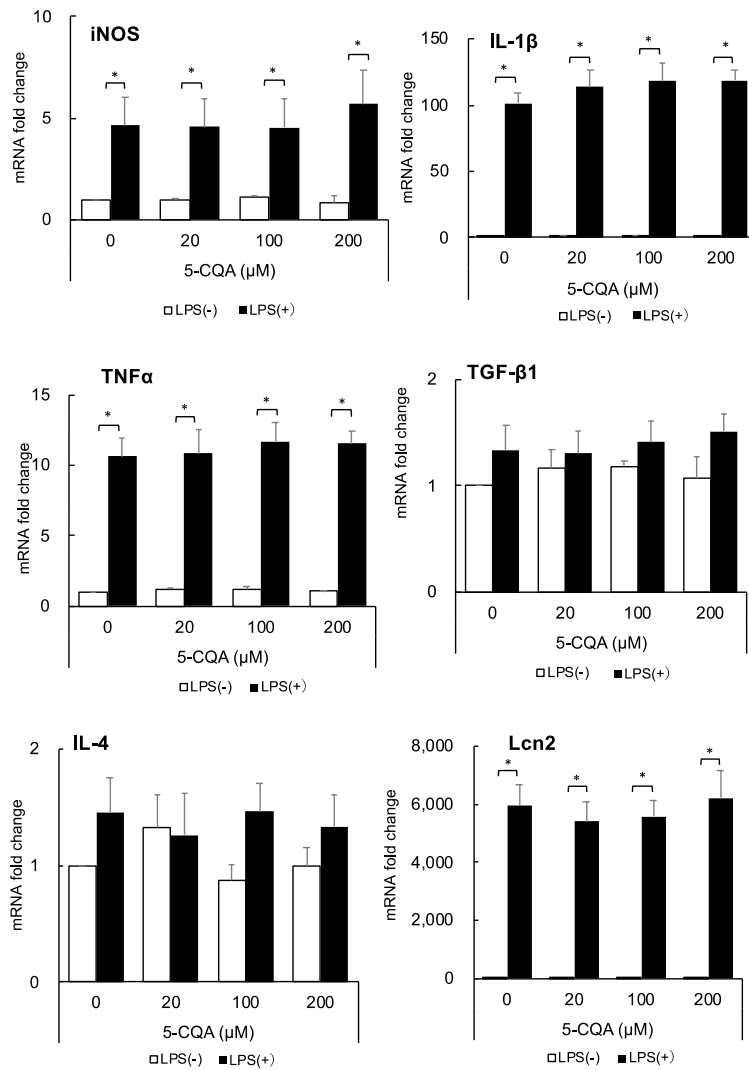 iNOS
mRNA fold change
10
5
0
* * * *
0 20 100 200
5-CQA (µM)
LPS(-) LPS(+)
IL-1β
mRNA fold change
150
100
50
0
* * * *
0 20 100 200
5-CQA (µM)
LPS(-) LPS(+)
TNFα
mRNA fold change
15
10
5
0
* * * *
0 20 100 200
5-CQA (µM)
LPS(-) LPS(+)
TGF-β1
mRNA fold change
2
1
0
0 20 100 200
5-CQA (µM)
LPS(-) LPS(+)
IL-4
mRNA fold change
2
1
0
0 20 100 200
5-CQA (µM)
LPS(-) LPS(+)
Lcn2
mRNA fold change
8,000
6,000
4,000
2,000
0
* * * *
0 20 100 200
5-CQA (µM)
LPS(-) LPS(+)